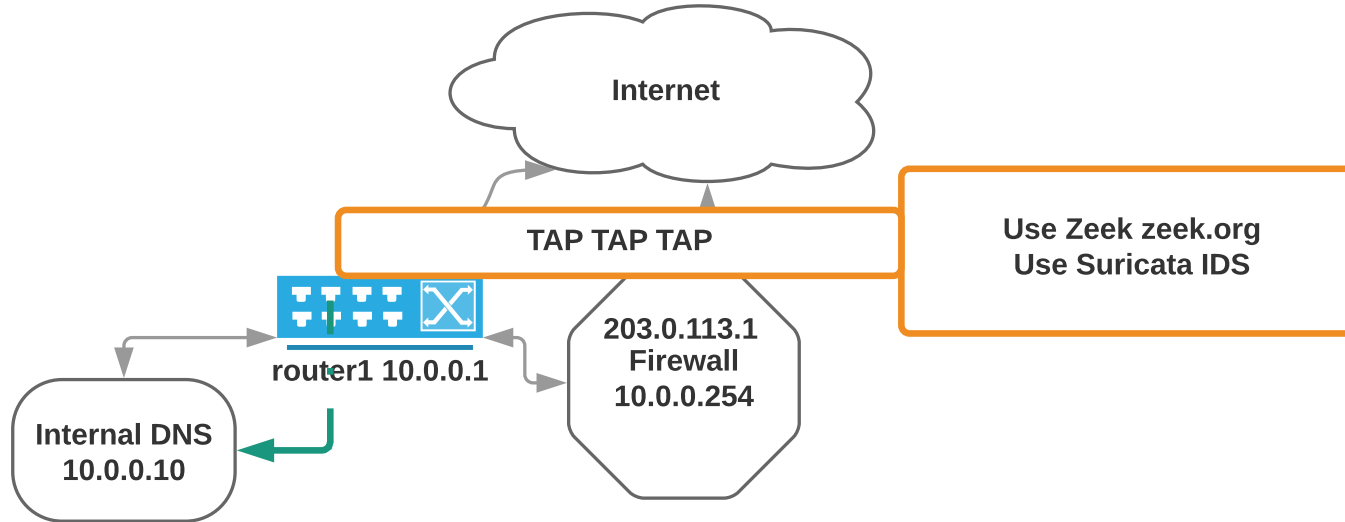 Internet
TAP TAP TAP
Use Zeek zeek.org
Use Suricata IDS
203.0.113.1
Firewall
10.0.0.254
router1 10.0.0.1
Internal DNS
10.0.0.10